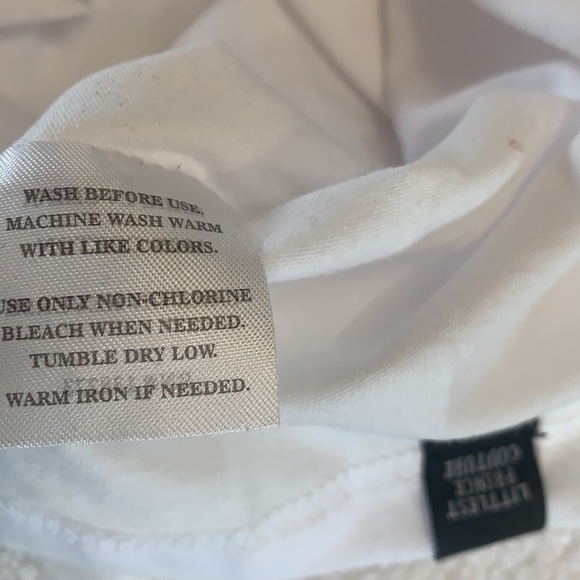 WASH BEFORE USE.
MACHINE WASH WARM
WITH LIKE COLORS.
USE ONLY NON-CHLORINE
BLEACH WHEN NEEDED.
TUMBLE DRY LOW.
WARM IRON IF NEEDED.
LITTLEST
PRINCE
COUTURE